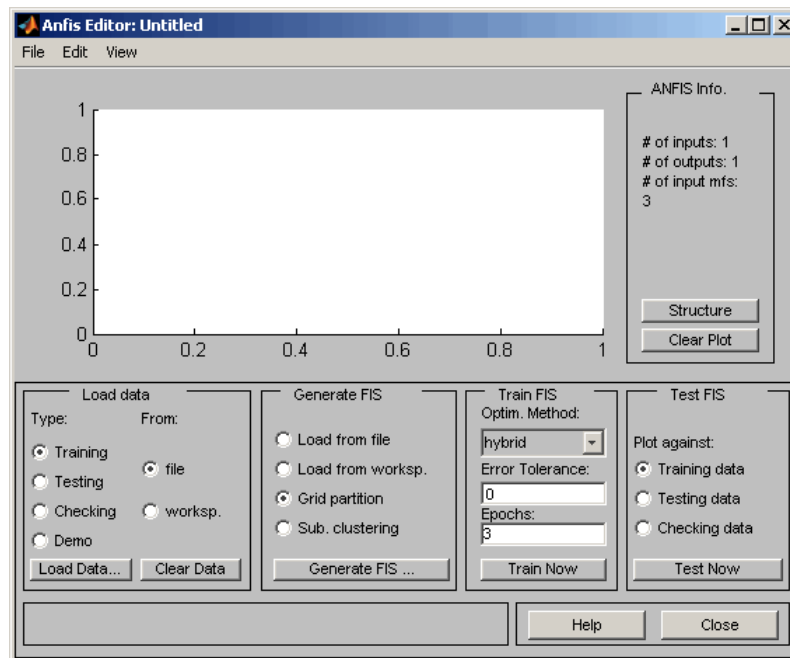 Anfis Editor: Untitled
File Edit View
ANFIS Info.
# of inputs: 1
# of outputs: 1
# of input mfs:
3
Structure
Clear Plot
1
0.8
0.6
0.4
0.2
0
0 0.2 0.4 0.6 0.8 1
Load data
Type: From:
Training
Testing
Checking
Demo
file
worksp.
Load Data... Clear Data
Generate FIS
Load from file
Load from worksp.
Grid partition
Sub. clustering
Generate FIS ...
Train FIS
Optim. Method:
hybrid
Error Tolerance:
0
Epochs:
3
Train Now
Test FIS
Plot against:
Training data
Testing data
Checking data
Test Now
Help Close